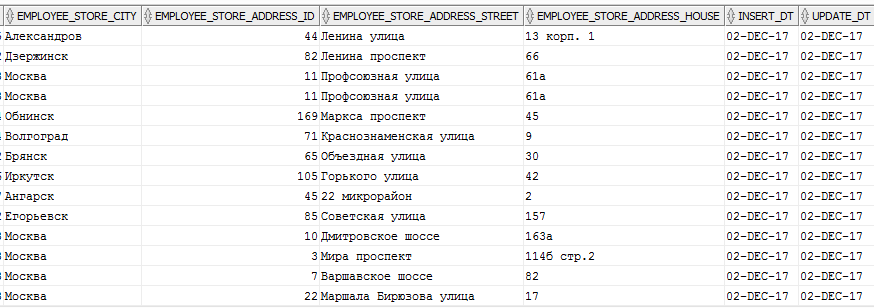 EMPLOYEE_STORE_CITY EMPLOYEE_STORE_ADDRESS_ID EMPLOYEE_STORE_ADDRESS_STREET EMPLOYEE_STORE_ADDRESS_HOUSE INSERT_DT UPDATE_DT
Александров 44 Ленина улица 13 корп. 1 02-DEC-17 02-DEC-17
Дзержинск 82 Ленина проспект 66 02-DEC-17 02-DEC-17
Москва 11 Профсоюзная улица 61а 02-DEC-17 02-DEC-17
Москва 11 Профсоюзная улица 61а 02-DEC-17 02-DEC-17
Обнинск 169 Маркса проспект 45 02-DEC-17 02-DEC-17
Волгоград 71 Краснознаменская улица 9 02-DEC-17 02-DEC-17
Брянск 65 Объездная улица 30 02-DEC-17 02-DEC-17
Иркутск 105 Горького улица 42 02-DEC-17 02-DEC-17
Ангарск 45 22 микрорайон 2 02-DEC-17 02-DEC-17
Егорьевск 85 Советская улица 157 02-DEC-17 02-DEC-17
Москва 10 Дмитровское шоссе 163а 02-DEC-17 02-DEC-17
Москва 3 Мира проспект 114б стр.2 02-DEC-17 02-DEC-17
Москва 7 Варшавское шоссе 82 02-DEC-17 02-DEC-17
Москва 22 Маршала Бирюзова улица 17 02-DEC-17 02-DEC-17